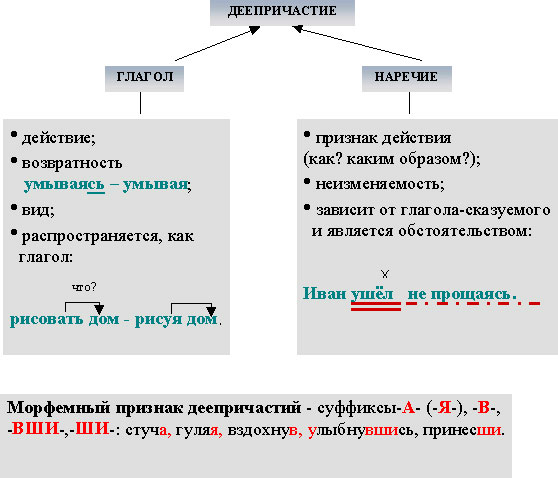 ДЕЕПРИЧАСТИЕ
ГЛАГОЛ
НАРЕЧИЕ
• действие;
• возвратность
умываясь – умывая;
• вид;
• распространяется, как
глагол:
что?
рисовать дом - рисуя дом.
• признак действия
(как? каким образом?);
• неизменяемость;
• зависит от глагола-сказуемого
и является обстоятельством:
х
Иван ушёл не прощаясь.
Морфемный признак деепричастий - суффиксы-А- (-Я-), -В-,
-ВШИ-,-ШИ-: стуча, гуляя, вздохнув, улыбнувшись, принесши.